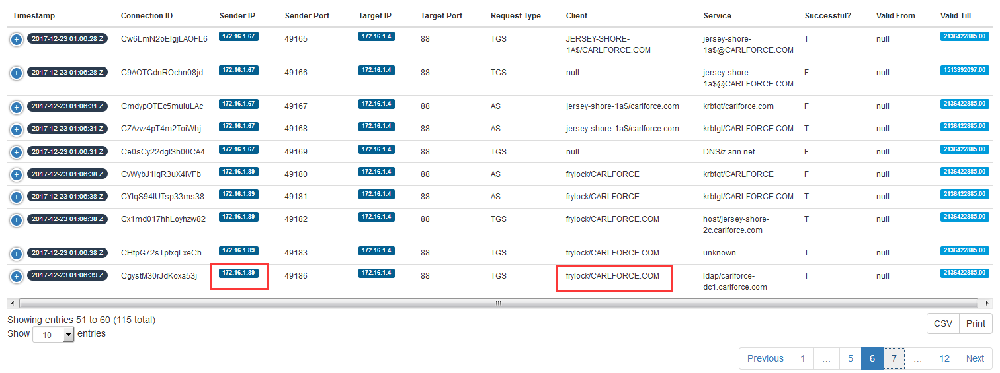 Timestamp Connection ID Sender IP Sender Port Target IP Target Port Request Type Client Service Successful? Valid From Valid Till
2017-12-23 01:06:28 Z Cw6LmN2oEIgjLAOFL6 172.16.1.67 49165 172.16.1.4 88 TGS JERSEY-SHORE- jersey-shore- T null 2136422885.00
1A$/CARLFORCE.COM 1a$@CARLFORCE.COM
2017-12-23 01:06:28 Z C9AOTGdnROchn08jd 172.16.1.67 49166 172.16.1.4 88 TGS null jersey-shore- F null 1513992097.00
1a$@CARLFORCE.COM
2017-12-23 01:06:31 Z CmdypOTEc5muIuLAc 172.16.1.67 49167 172.16.1.4 88 AS jersey-shore-1a$/carlforce.com krbtgt/carlforce.com F null 2136422885.00
2017-12-23 01:06:31 Z CZAzvz4pT4m2ToiWhj 172.16.1.67 49168 172.16.1.4 88 AS jersey-shore-1a$/carlforce.com krbtgt/CARLFORCE.COM T null 2136422885.00
2017-12-23 01:06:31 Z Ce0sCy22dgISh00CA4 172.16.1.67 49169 172.16.1.4 88 TGS null DNS/z.arin.net F null 2136422885.00
2017-12-23 01:06:38 Z CvWybJ1iqR3uX4IVFb 172.16.1.89 49180 172.16.1.4 88 AS frylock/CARLFORCE krbtgt/CARLFORCE F null 2136422885.00
2017-12-23 01:06:38 Z CYtqS94IUTsp33ms38 172.16.1.89 49181 172.16.1.4 88 AS frylock/CARLFORCE krbtgt/CARLFORCE.COM T null 2136422885.00
2017-12-23 01:06:38 Z Cx1md017hhLoyhzw82 172.16.1.89 49182 172.16.1.4 88 TGS frylock/CARLFORCE.COM host/jersey-shore- T null 2136422885.00
2c.carlforce.com
2017-12-23 01:06:38 Z CHtpG72sTptxqLxeCh 172.16.1.89 49183 172.16.1.4 88 TGS frylock/CARLFORCE.COM unknown T null 2136422885.00
2017-12-23 01:06:39 Z CgystM30rJdKoxa53j 172.16.1.89 49186 172.16.1.4 88 TGS frylock/CARLFORCE.COM ldap/carlforce- T null 2136422885.00
dc1.carlforce.com
Showing entries 51 to 60 (115 total)
CSV Print
Show 10 entries
Previous 1 ... 5 6 7 ... 12 Next